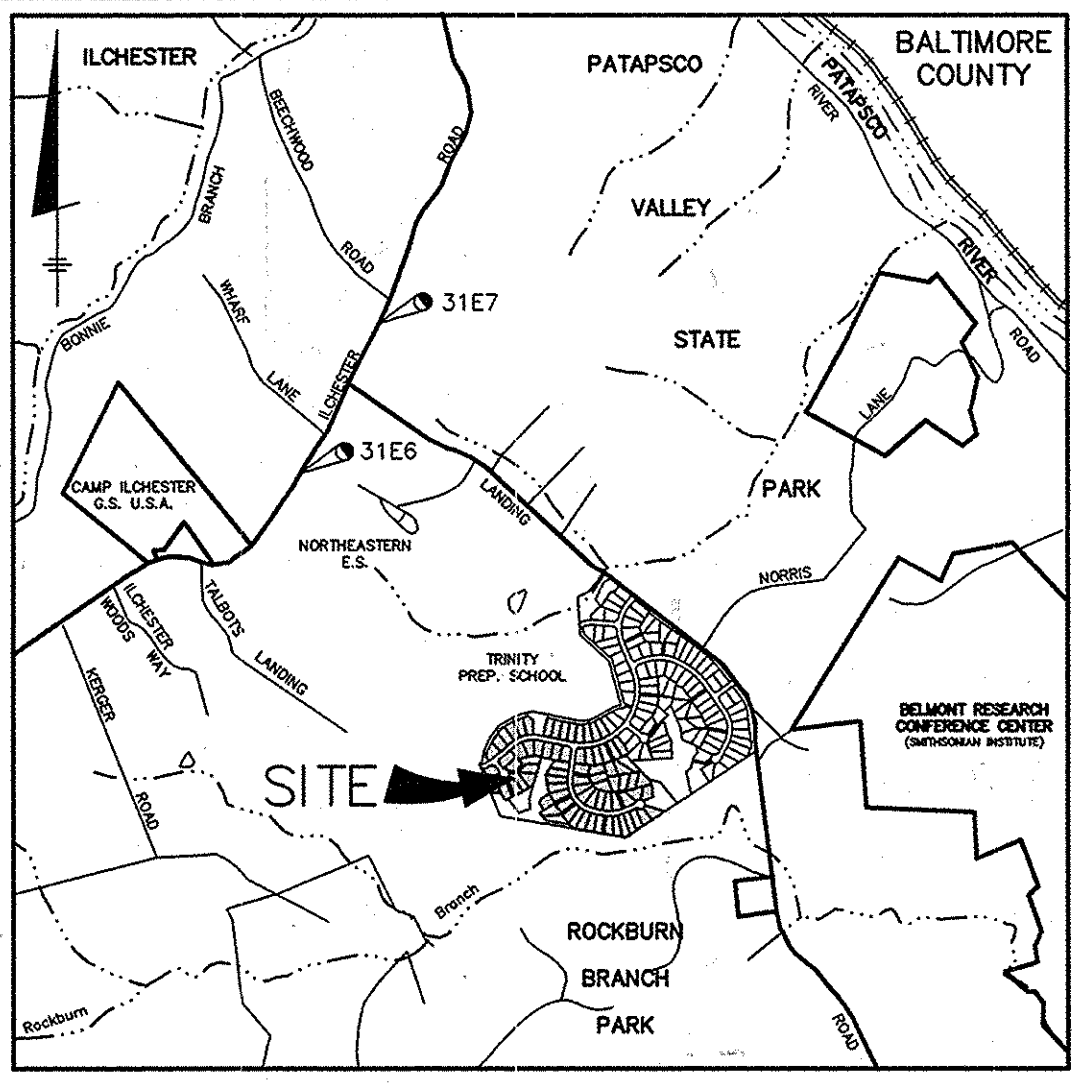 ILCHESTER
PATAPSCO
BALTIMORE
COUNTY
PATAPSCO
RIVER
BEECHWOOD
ROAD
BRANCH
VALLEY
ROAD
RIVER
WHARF
31E7
BONNIE
STATE
ROAD
LANE
ILCHESTER
LANE
31E6
CAMP ILCHESTER
G.S. U.S.A.
PARK
LANDING
NORTHEASTERN
E.S.
NORRIS
ILCHESTER
WOODS WAY
TALBOTS
LANDING
TRINITY
PREP. SCHOOL
KERGER
BELMONT RESEARCH
CONFERENCE CENTER
(SMITHSONIAN INSTITUTE)
SITE
ROAD
Branch
ROCKBURN
BRANCH
PARK
Rockburn
ROAD